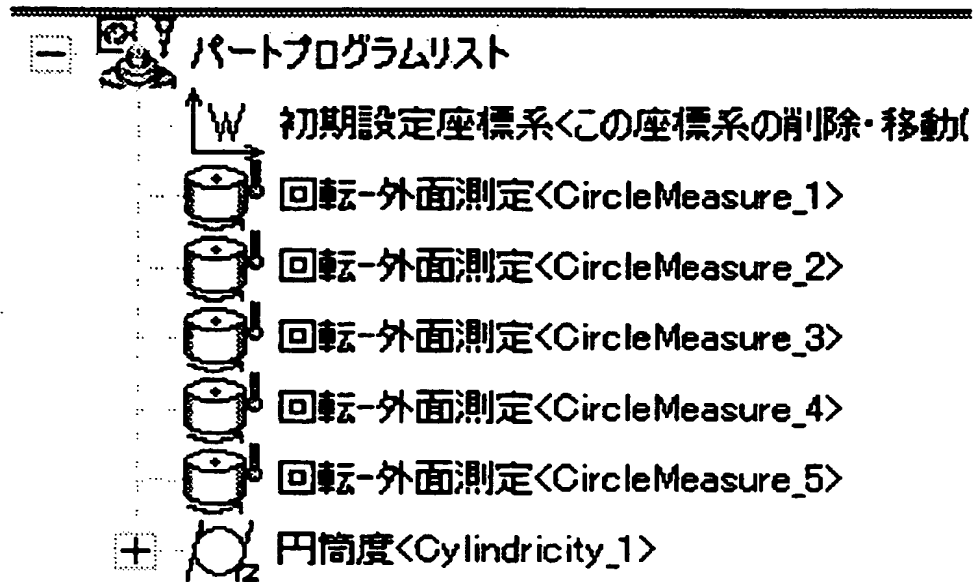 パートプログラムリスト
W 初期設定座標系<この座標系の削除・移動(
回転-外面測定<CircleMeasure_1>
回転-外面測定<CircleMeasure_2>
回転-外面測定<CircleMeasure_3>
回転-外面測定<CircleMeasure_4>
回転-外面測定<CircleMeasure_5>
円筒度<Cylindricity_1>